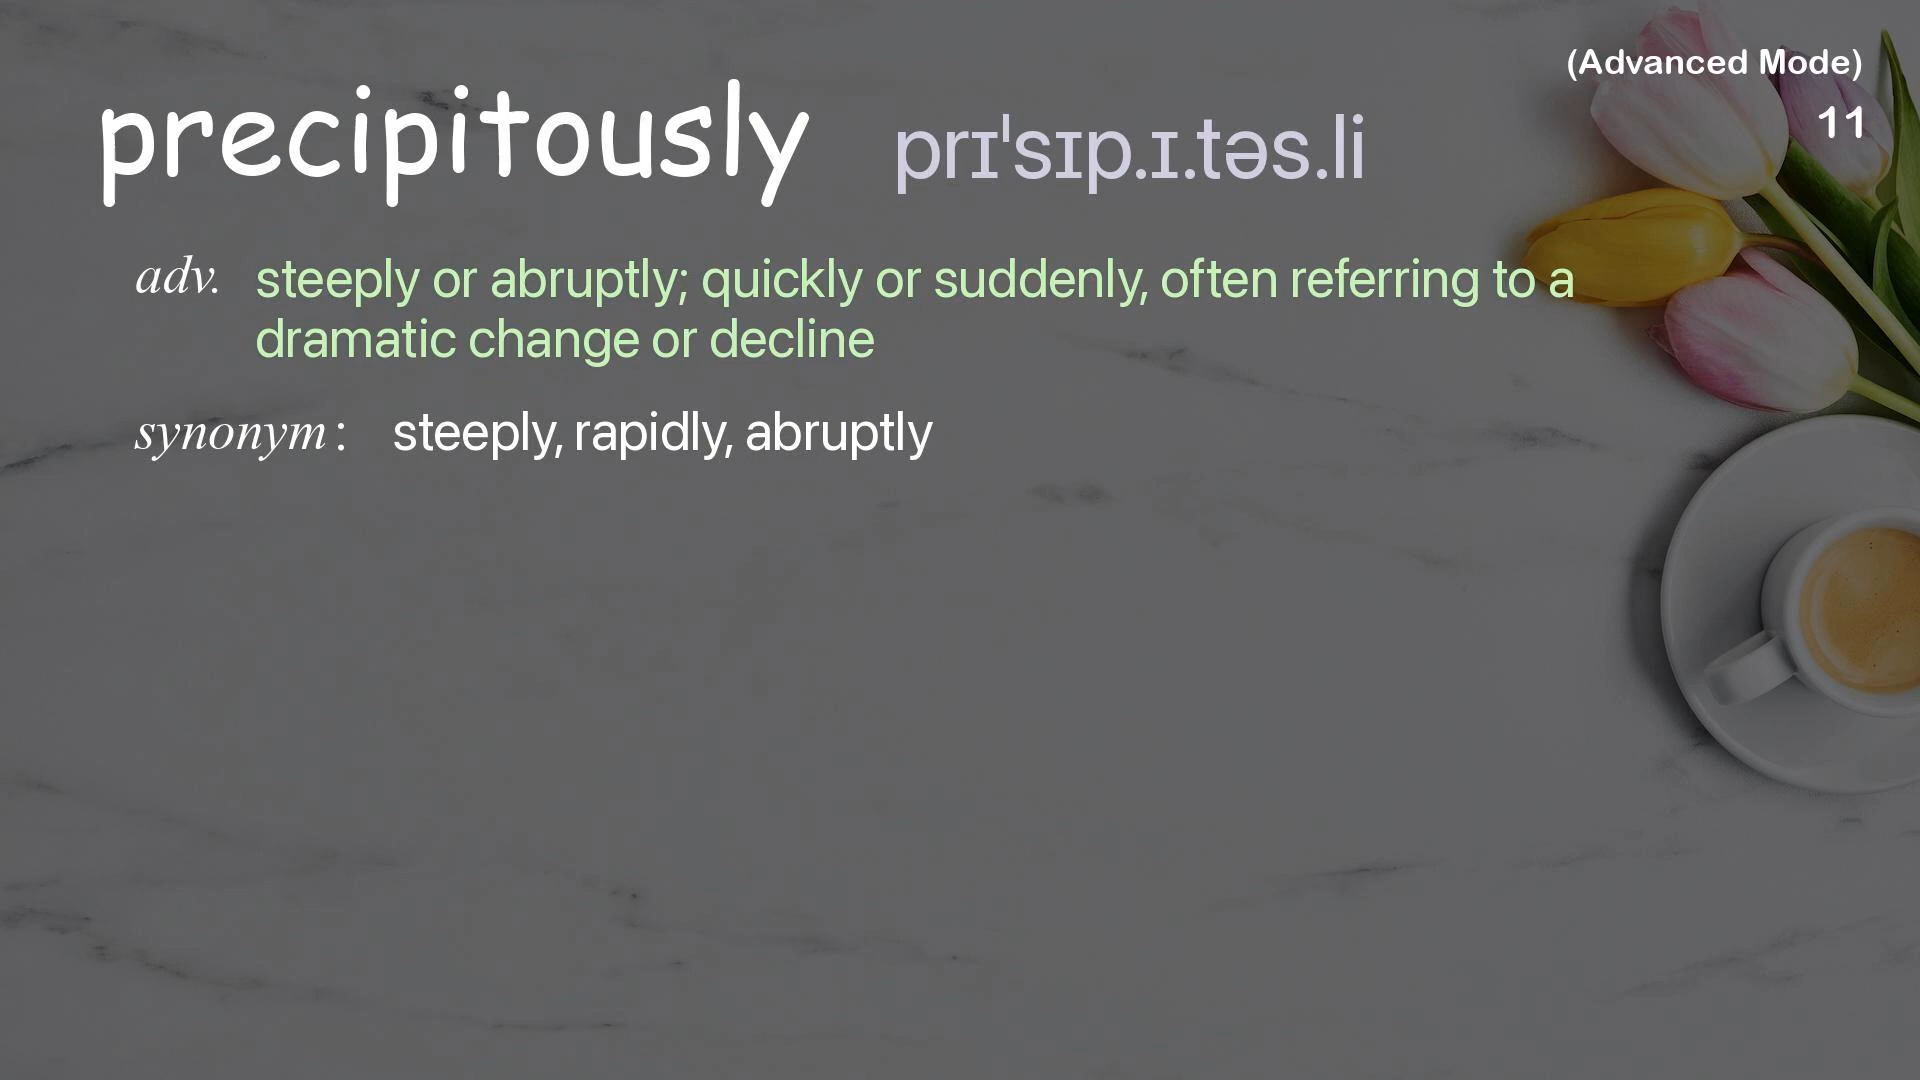 (Advanced Mode)
precipitously prɪˈsɪp.ɪ.təs.li
11
adv. steeply or abruptly; quickly or suddenly, often referring to a
dramatic change or decline
synonym: steeply, rapidly, abruptly